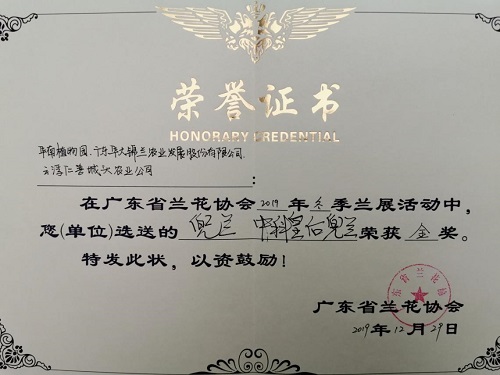 荣誉证书
HONORARY CREDENTIAL
华南植物园、广东华大锦兰农业发展股份有限公司
云浮仁善城头农业公司:
在广东省兰花协会2019年冬季兰展活动中，
您(单位)选送的兜兰 中科皇后兜兰荣获金奖。
特发此状，以资鼓励！
广东省兰花协会
2019年12月29日